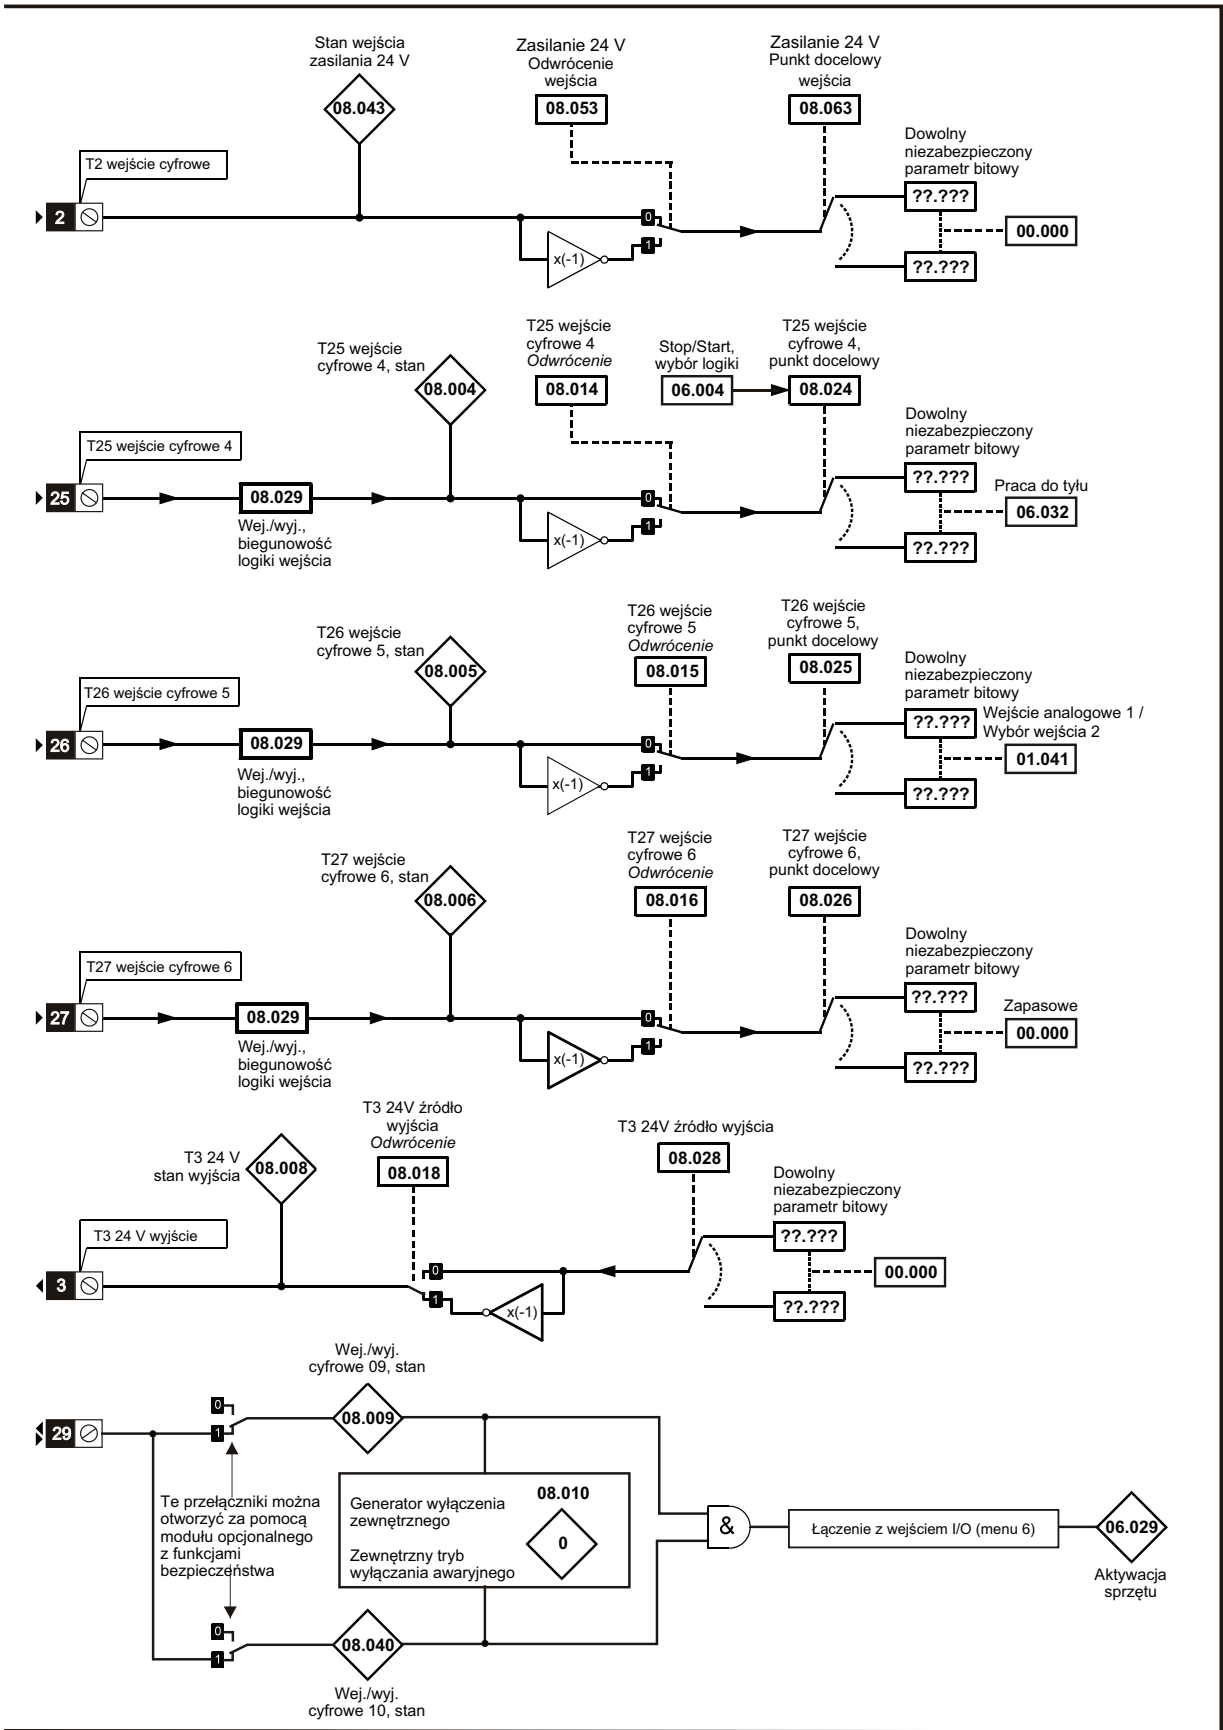 Stan wejścia
zasilania 24 V
08.043
Zasilanie 24 V
Odwrócenie
wejścia
08.053
Zasilanie 24 V
Punkt docelowy
wejścia
08.063
Dowolny
niezabezpieczony
parametr bitowy
T2 wejście cyfrowe
2
0
1
x(-1)
??.???
00.000
??.???
T25 wejście
cyfrowe 4, stan
08.004
T25 wejście
cyfrowe 4
Odwrócenie
08.014
Stop/Start,
wybór logiki
06.004
T25 wejście
cyfrowe 4,
punkt docelowy
08.024
Dowolny
niezabezpieczony
parametr bitowy
T25 wejście cyfrowe 4
25
08.029
Wej./wyj.,
biegunowość
logiki wejścia
0
1
x(-1)
??.???
Praca do tyłu
06.032
??.???
T26 wejście
cyfrowe 5, stan
08.005
T26 wejście
cyfrowe 5
Odwrócenie
08.015
T26 wejście
cyfrowe 5,
punkt docelowy
08.025
Dowolny
niezabezpieczony
parametr bitowy
T26 wejście cyfrowe 5
26
08.029
Wej./wyj.,
biegunowość
logiki wejścia
0
1
x(-1)
??.???
Wejście analogowe 1 /
Wybór wejścia 2
01.041
??.???
T27 wejście
cyfrowe 6, stan
08.006
T27 wejście
cyfrowe 6
Odwrócenie
08.016
T27 wejście
cyfrowe 6,
punkt docelowy
08.026
Dowolny
niezabezpieczony
parametr bitowy
T27 wejście cyfrowe 6
27
08.029
Wej./wyj.,
biegunowość
logiki wejścia
0
1
x(-1)
??.???
Zapasowe
00.000
??.???
T3 24 V
stan wyjścia
08.008
T3 24V źródło
wyjścia
Odwrócenie
08.018
T3 24V źródło wyjścia
08.028
Dowolny
niezabezpieczony
parametr bitowy
T3 24 V wyjście
3
0
1
x(-1)
??.???
00.000
??.???
Wej./wyj.
cyfrowe 09, stan
08.009
29
0
1
Te przełączniki można
otworzyć za pomocą
modułu opcjonalnego
z funkcjami
bezpieczeństwa
Generator wyłączenia
zewnętrznego
08.010
0
Zewnętrzny tryb
wyłączania awaryjnego
&
Łączenie z wejściem I/O (menu 6)
06.029
Aktywacja
sprzętu
0
1
08.040
Wej./wyj.
cyfrowe 10, stan